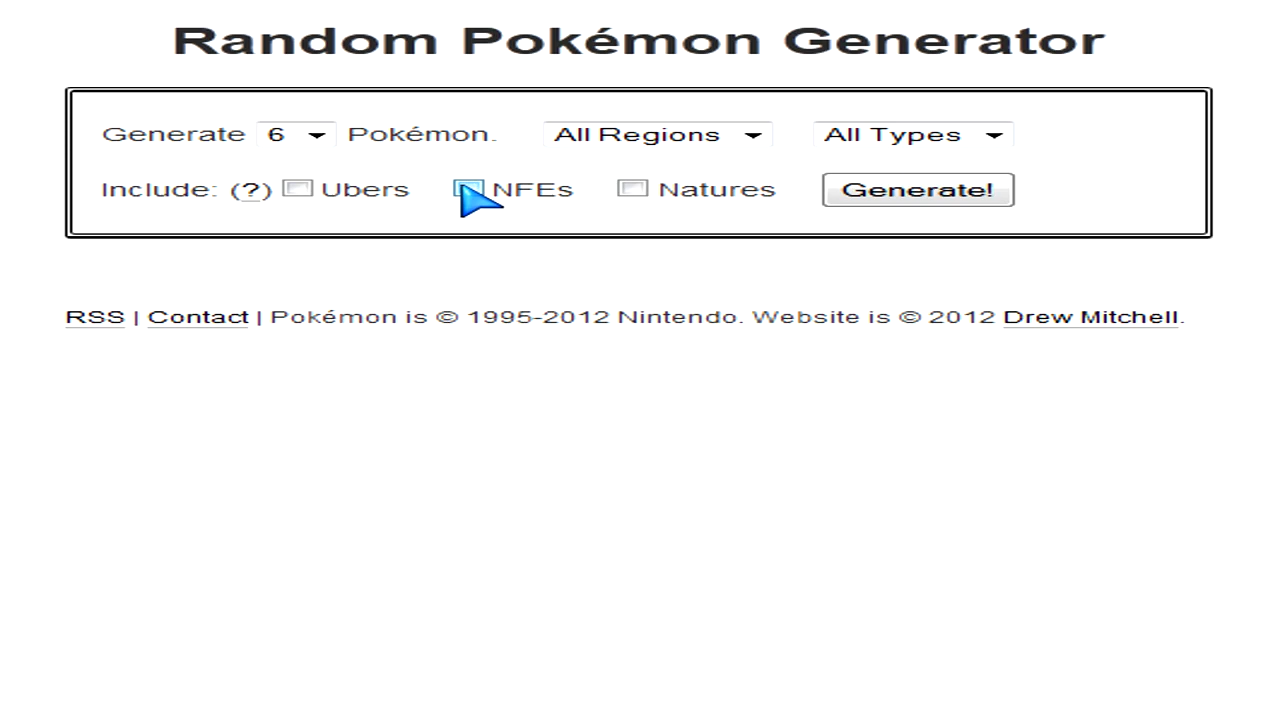 Random Pokémon Generator
Generate 6 Pokémon. All Regions All Types
Include: (?) Ubers NFEs Natures Generate!
RSS | Contact | Pokémon is © 1995-2012 Nintendo. Website is © 2012 Drew Mitchell.